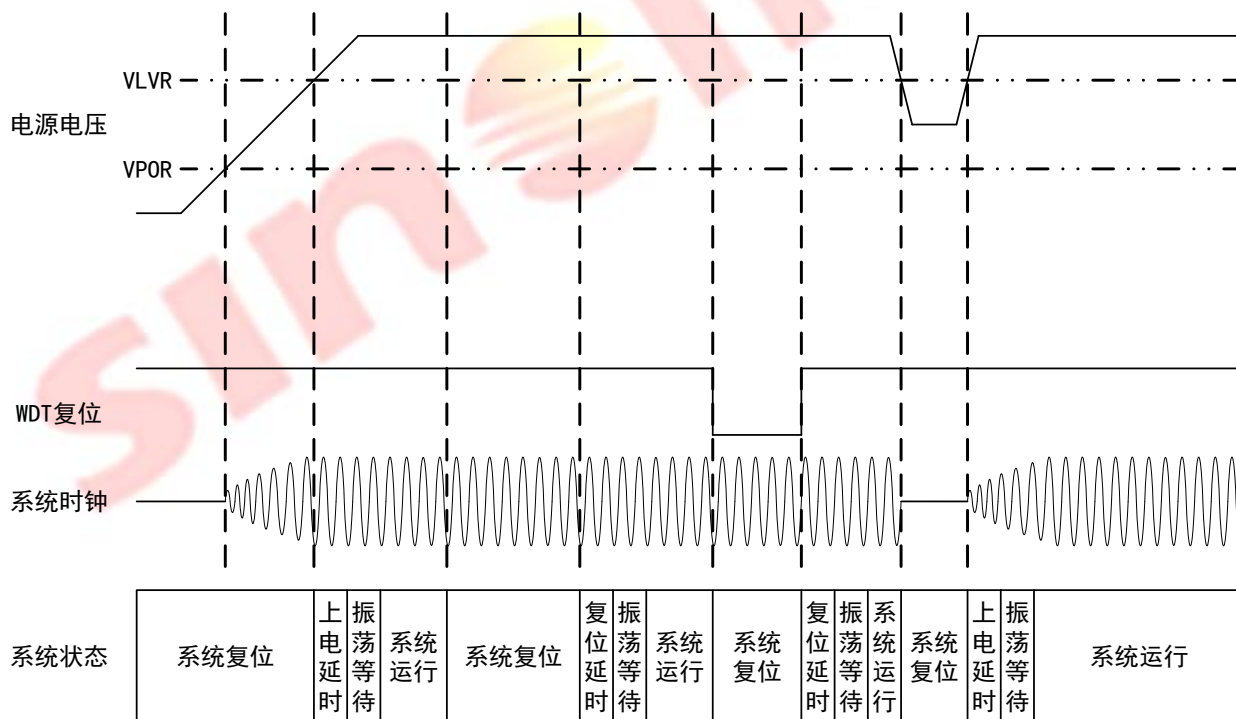 VLVR
电源电压
VPOR
WDT复位
系统时钟
系统状态
系统复位
上电延时
振荡等待
系统运行
系统复位
复位延时
振荡等待
系统运行
系统复位
复位延时
振荡等待
系统运行
系统复位
上电延时
振荡等待
系统运行